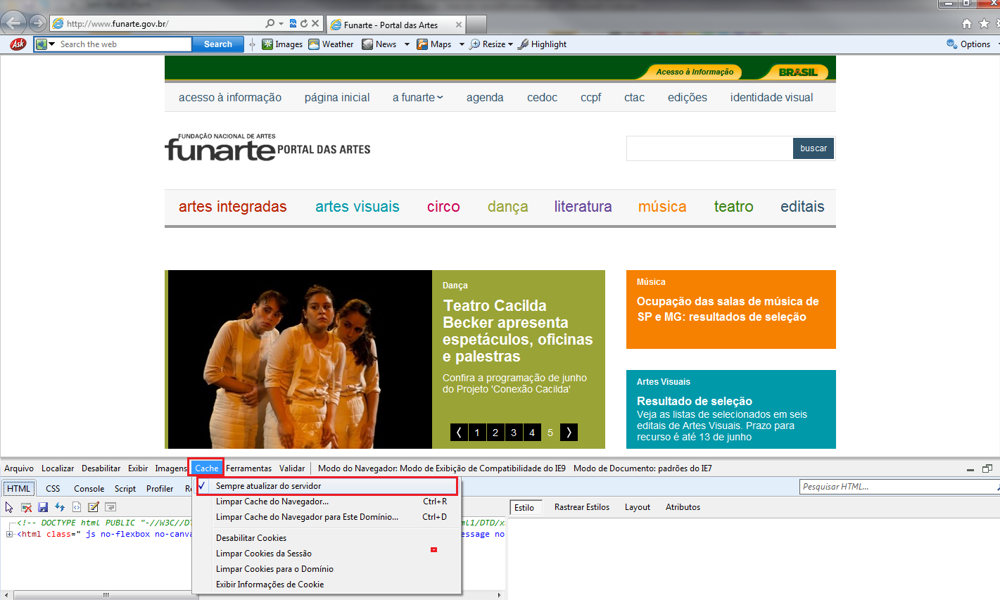 http://www.funarte.gov.br/
Funarte - Portal das Artes
Ask
Search the web
Search
Images
Weather
News
Maps
Resize
Highlight
Options
Acesso à Informação
BRASIL
acesso à informação
página inicial
a funarte
agenda
cedoc
ccpf
ctac
edições
identidade visual
FUNDAÇÃO NACIONAL DE ARTES
funarte PORTAL DAS ARTES
buscar
artes integradas
artes visuais
circo
dança
literatura
música
teatro
editais
Dança
Teatro Cacilda
Becker apresenta
espetáculos, oficinas
e palestras
Confira a programação de junho
do Projeto 'Conexão Cacilda'
1 2 3 4 5
Música
Ocupação das salas de música de
SP e MG: resultados de seleção
Artes Visuais
Resultado de seleção
Veja as listas de selecionados em seis
editais de Artes Visuais. Prazo para
recurso é até 13 de junho
Arquivo Localizar Desabilitar Exibir Imagens Cache Ferramentas Validar Modo do Navegador: Modo de Exibição de Compatibilidade do IE9 Modo de Documento: padrões do IE7
HTML CSS Console Script Profiler
Pesquisar HTML...
Sempre atualizar do servidor
Limpar Cache do Navegador... Ctrl+R
Limpar Cache do Navegador para Este Domínio... Ctrl+D
Desabilitar Cookies
Limpar Cookies da Sessão
Limpar Cookies para o Domínio
Exibir Informações de Cookie
Estilo Rastrear Estilos Layout Atributos
<!-- DOCTYPE html PUBLIC "-//W3C//DT ml1/DTD/x
<html class=" js no-flexbox no-canva essage no